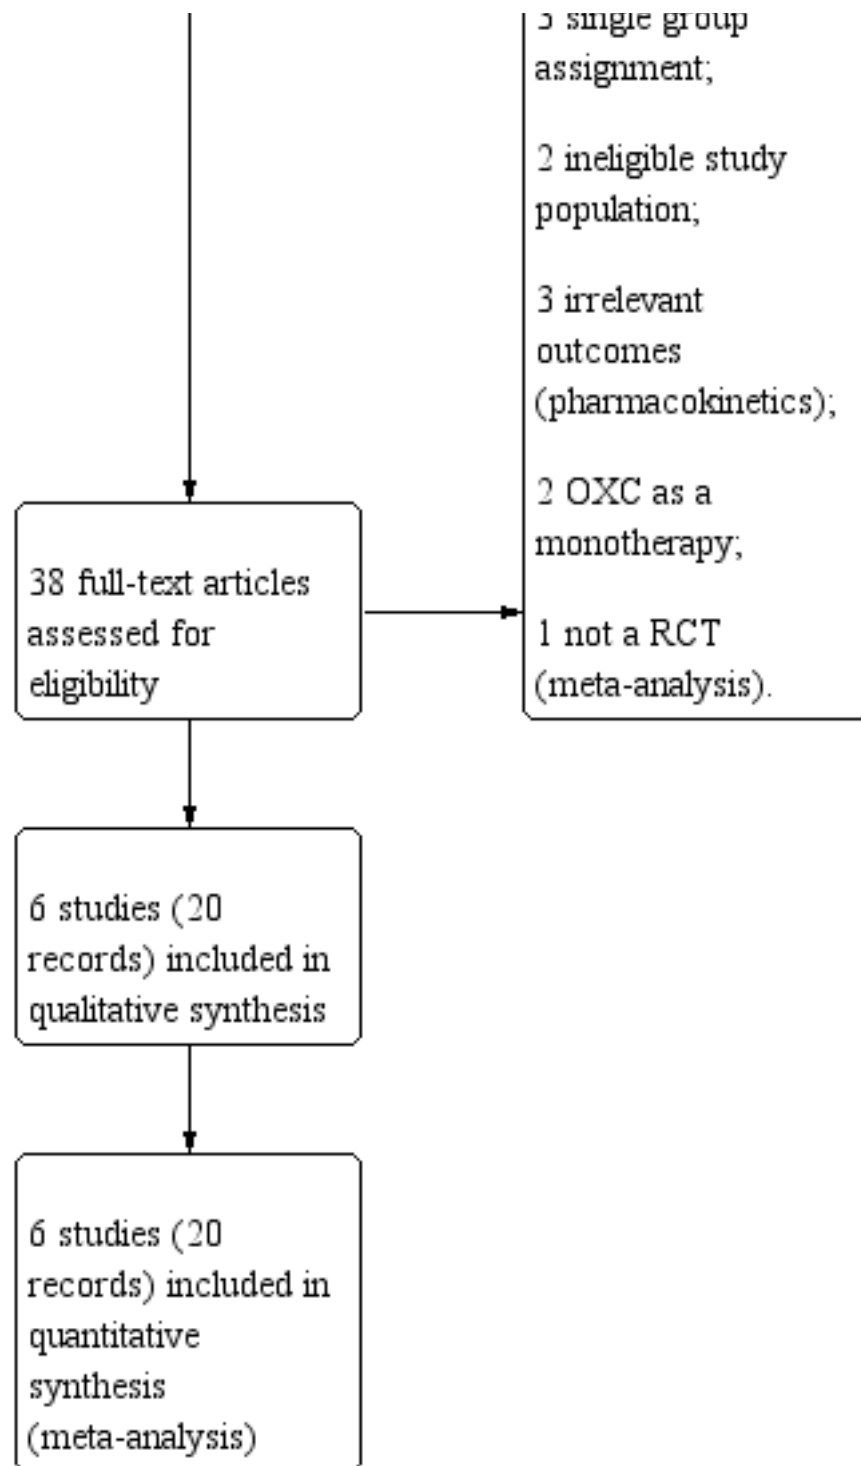 single group
assignment;
2 ineligible study
population;
3 irrelevant
outcomes
(pharmacokinetics);
2 OXC as a
monotherapy;
1 not a RCT
(meta-analysis).
38 full-text articles
assessed for
eligibility
6 studies (20
records) included in
qualitative synthesis
6 studies (20
records) included in
quantitative
synthesis
(meta-analysis)